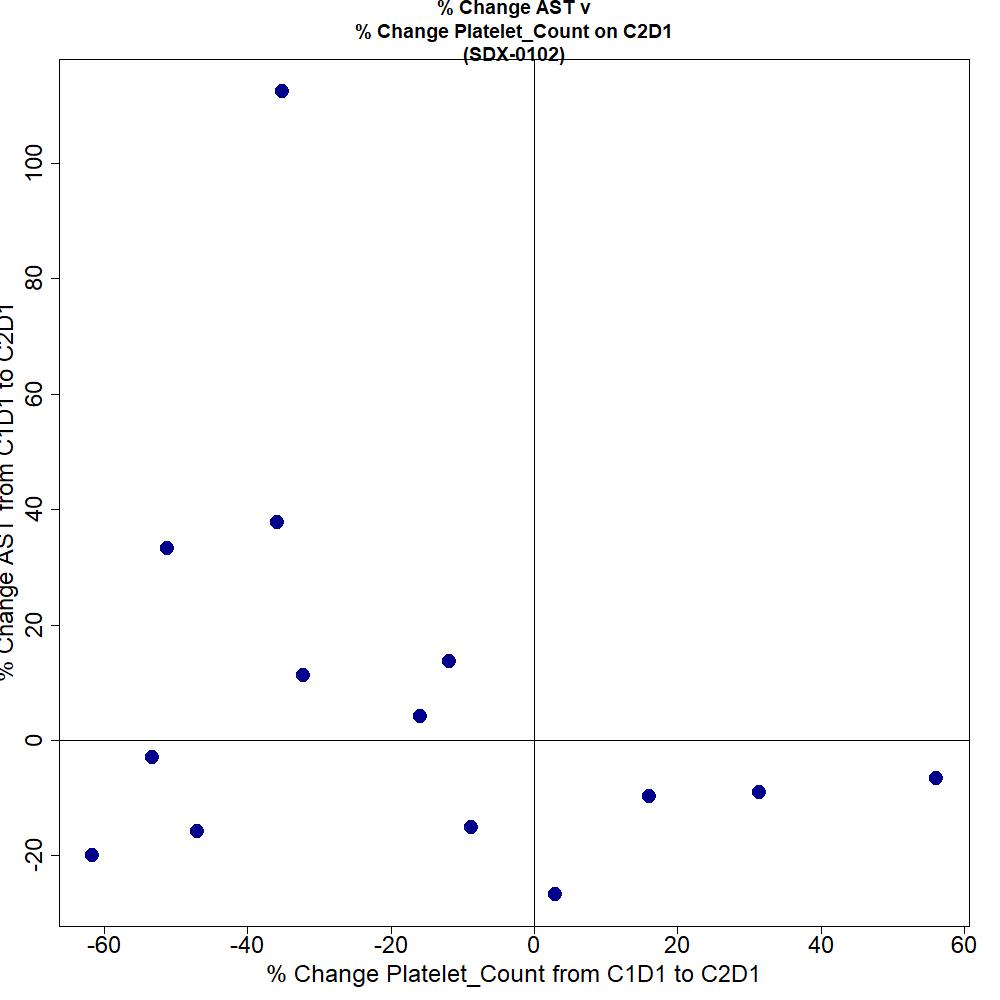 % Change AST v
% Change Platelet_Count on C2D1
(SDX-0102)
% Change AST from C1D1 to C2D1
100
80
60
40
20
0
-20
-60
-40
-20
0
20
40
60
% Change Platelet_Count from C1D1 to C2D1